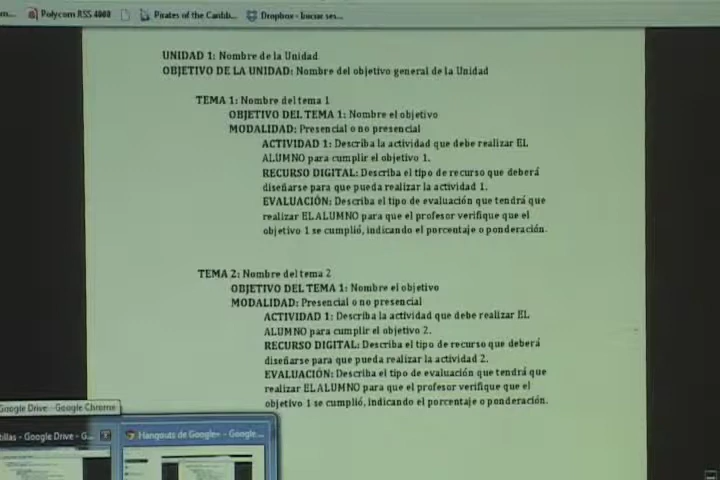 Polycom RSS 4000
Pirates of the Caribb...
Dropbox - Iniciar ses...
UNIDAD 1: Nombre de la Unidad
OBJETIVO DE LA UNIDAD: Nombre del objetivo general de la Unidad
TEMA 1: Nombre del tema 1
OBJETIVO DEL TEMA 1: Nombre el objetivo
MODALIDAD: Presencial o no presencial
ACTIVIDAD 1: Describa la actividad que debe realizar EL
ALUMNO para cumplir el objetivo 1.
RECURSO DIGITAL: Describa el tipo de recurso que deberá
diseñarse para que pueda realizar la actividad 1.
EVALUACIÓN: Describa el tipo de evaluación que tendrá que
realizar EL ALUMNO para que el profesor verifique que el
objetivo 1 se cumplió, indicando el porcentaje o ponderación.
TEMA 2: Nombre del tema 2
OBJETIVO DEL TEMA 1: Nombre el objetivo
MODALIDAD: Presencial o no presencial
ACTIVIDAD 1: Describa la actividad que debe realizar EL
ALUMNO para cumplir el objetivo 2.
RECURSO DIGITAL: Describa el tipo de recurso que deberá
diseñarse para que pueda realizar la actividad 2.
EVALUACIÓN: Describa el tipo de evaluación que tendrá que
realizar EL ALUMNO para que el profesor verifique que el
objetivo 1 se cumplió, indicando el porcentaje o ponderación.
Google Drive - Google Chrome
tillas - Google Drive - G...
Hangouts de Google+ - Google ...